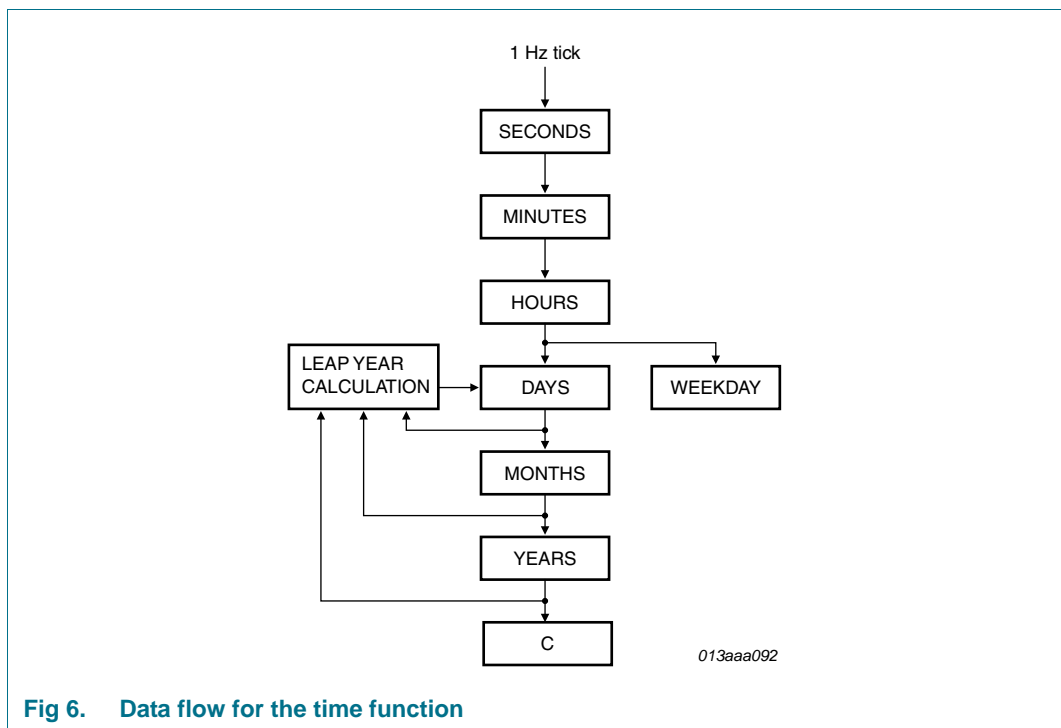 1 Hz tick
SECONDS
MINUTES
HOURS
LEAP YEAR
CALCULATION
DAYS
WEEKDAY
MONTHS
YEARS
C
013aaa092
Fig 6. Data flow for the time function